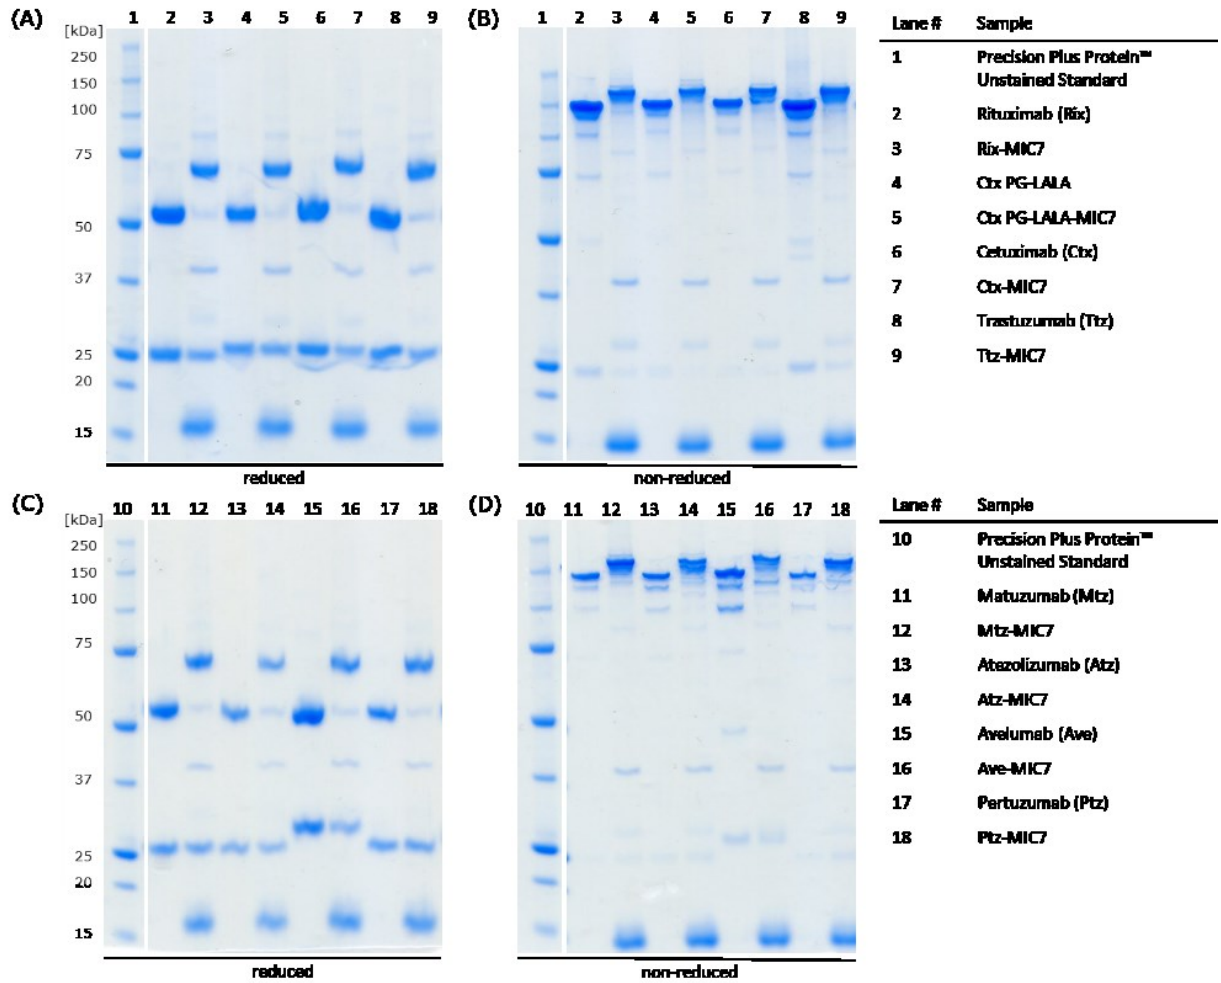 (A)
1 2 3 4 5 6 7 8 9
[kDa]
250
150
100
75
50
37
25
20
15
reduced
(B)
1 2 3 4 5 6 7 8 9
non-reduced
Lane # Sample
1 Precision Plus Protein™
Unstained Standard
2 Rituximab (Rix)
3 Rix-MIC7
4 Ctx PG-LALA
5 Ctx PG-LALA-MIC7
6 Cetuximab (Ctx)
7 Ctx-MIC7
8 Trastuzumab (Ttz)
9 Ttz-MIC7
(C)
10 11 12 13 14 15 16 17 18
[kDa]
250
150
100
75
50
37
25
20
15
reduced
(D)
10 11 12 13 14 15 16 17 18
non-reduced
Lane # Sample
10 Precision Plus Protein™
Unstained Standard
11 Matuzumab (Mtz)
12 Mtz-MIC7
13 Atezolizumab (Atz)
14 Atz-MIC7
15 Avelumab (Ave)
16 Ave-MIC7
17 Pertuzumab (Ptz)
18 Ptz-MIC7